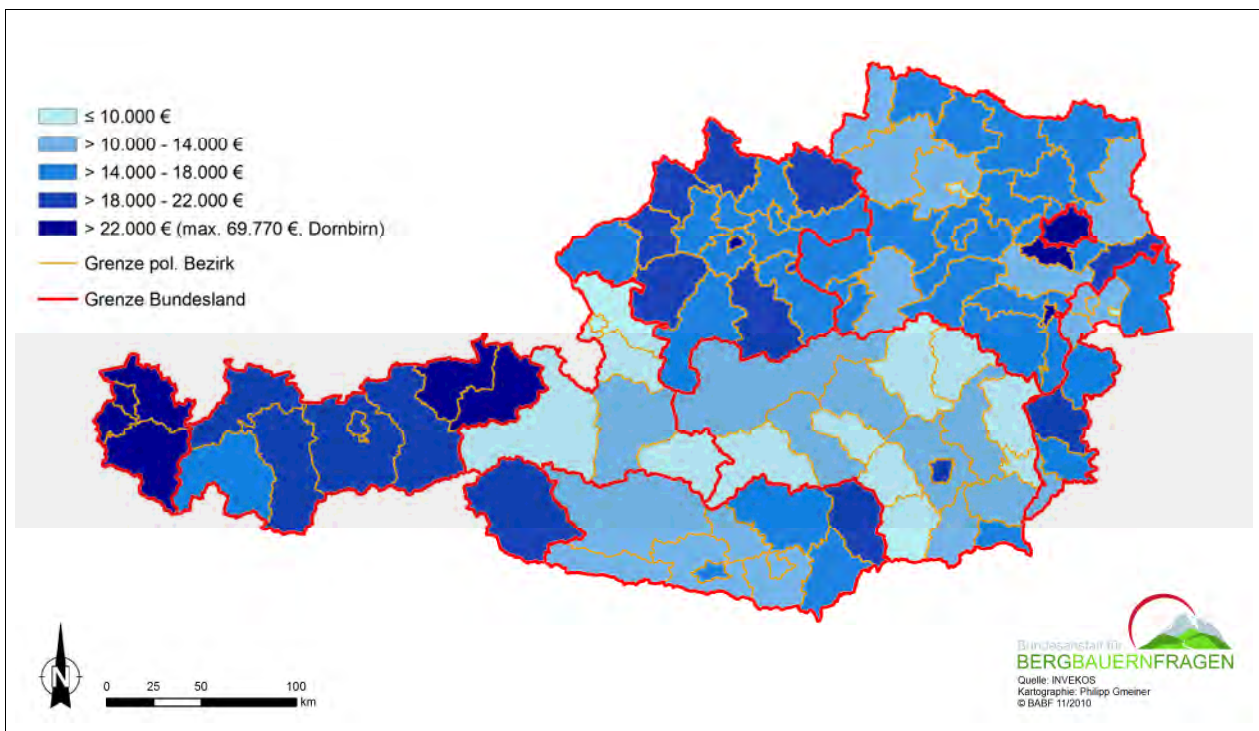 ≤ 10.000 €
> 10.000 - 14.000 €
> 14.000 - 18.000 €
> 18.000 - 22.000 €
> 22.000 € (max. 69.770 €, Dornbirn)
Grenze pol. Bezirk
Grenze Bundesland
N
0 25 50 100
km
Bundesanstalt für
BERGBAUERNFRAGEN
Quelle: INVEKOS
Kartographie: Philipp Gmeiner
© BABF 11/2010